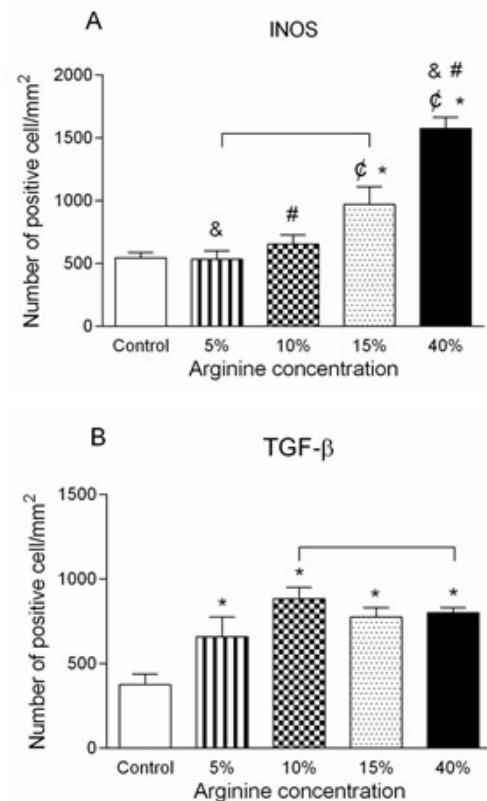 A
INOS
Number of positive cell/mm²
2000
1500
1000
500
0
& #
¢ *
¢ *
#
&
Control 5% 10% 15% 40%
Arginine concentration
B
TGF-β
Number of positive cell/mm²
1500
1000
500
0
* * * *
Control 5% 10% 15% 40%
Arginine concentration